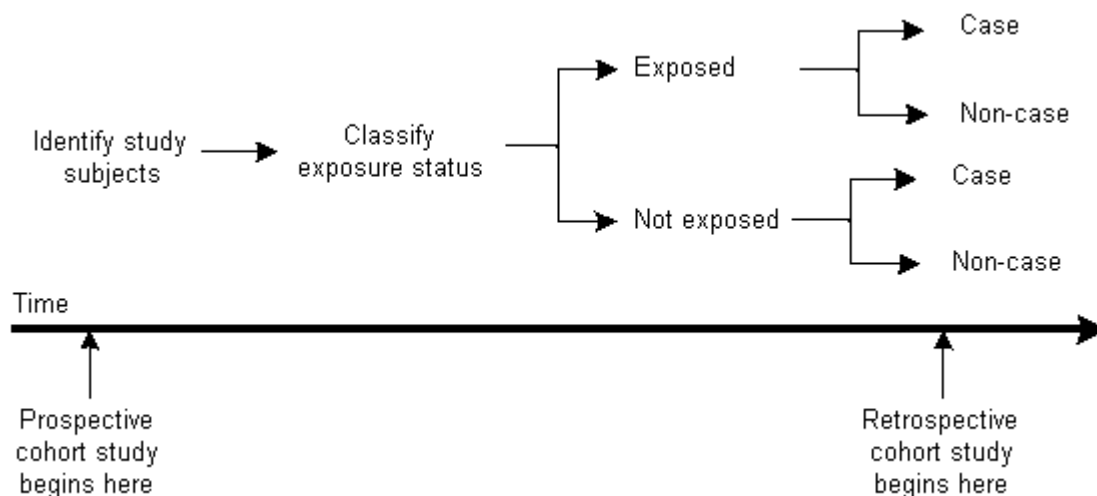 Case
Exposed
Non-case
Identify study
subjects
Classify
exposure status
Case
Not exposed
Non-case
Time
Prospective
cohort study
begins here
Retrospective
cohort study
begins here